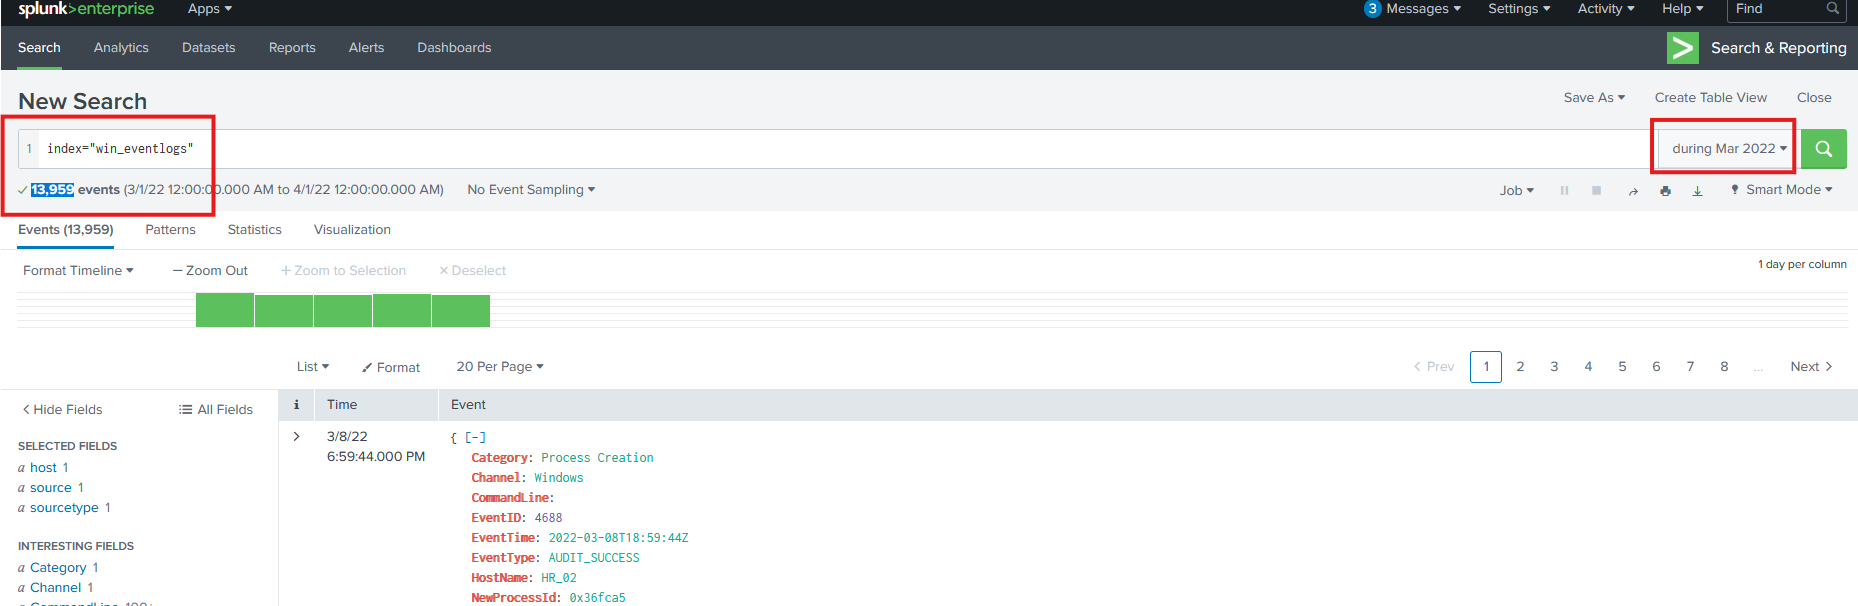 splunk>enterprise Apps 3 Messages Settings Activity Help Find
Search Analytics Datasets Reports Alerts Dashboards Search & Reporting
New Search Save As Create Table View Close
1 index="win_eventlogs" during Mar 2022
13,959 events (3/1/22 12:00:00.000 AM to 4/1/22 12:00:00.000 AM) No Event Sampling Job Smart Mode
Events (13,959) Patterns Statistics Visualization
Format Timeline — Zoom Out + Zoom to Selection × Deselect 1 day per column
List Format 20 Per Page < Prev 1 2 3 4 5 6 7 8 ... Next >
< Hide Fields All Fields i Time Event
SELECTED FIELDS
a host 1
a source 1
a sourcetype 1
INTERESTING FIELDS
a Category 1
a Channel 1
a CommandLine 100+
> 3/8/22 { [-]
6:59:44.000 PM Category: Process Creation
Channel: Windows
CommandLine:
EventID: 4688
EventTime: 2022-03-08T18:59:44Z
EventType: AUDIT_SUCCESS
HostName: HR_02
NewProcessId: 0x36fca5